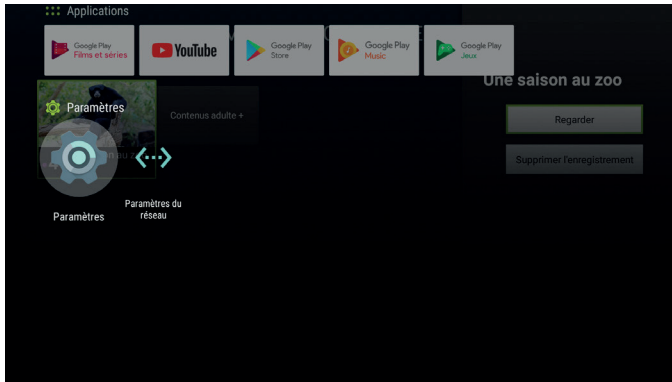 Applications
Google Play
Films et séries
YouTube
Google Play
Store
Google Play
Music
Google Play
Jeux
Une saison au zoo
Paramètres
Contenus adulte +
Regarder
Supprimer l'enregistrement
Paramètres
Paramètres du
réseau